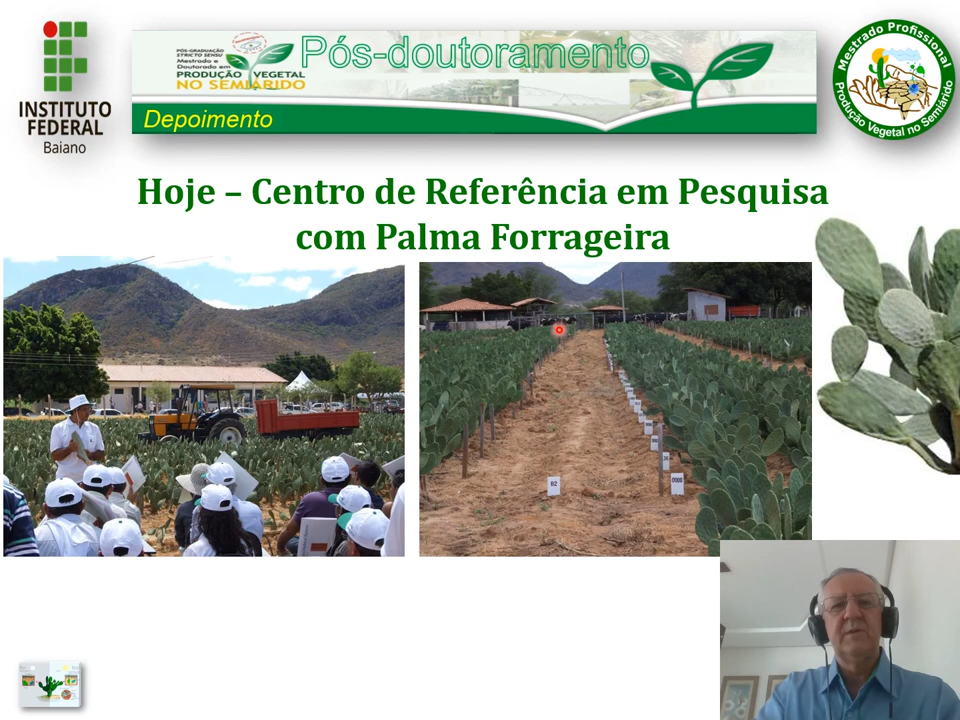 INSTITUTO
FEDERAL
Baiano
PÓS-GRADUAÇÃO
STRICTO SENSU
Mestrado e
Doutorado em
PRODUÇÃO VEGETAL
NO SEMIÁRIDO
Pós-doutoramento
Depoimento
Mestrado Profissional
Produção Vegetal no Semiárido
Hoje – Centro de Referência em Pesquisa
com Palma Forrageira